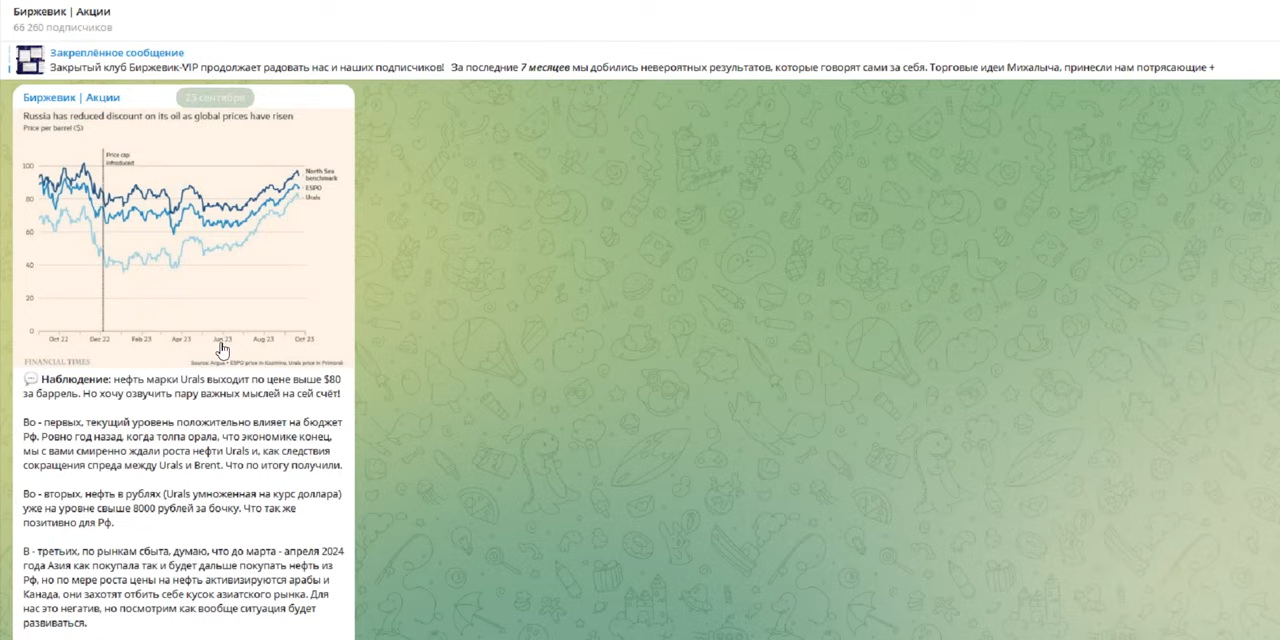 Биржевик | Акции
66 260 подписчиков
Закреплённое сообщение
Закрытый клуб Биржевик-VIP продолжает радовать нас и наших подписчиков! За последние 7 месяцев мы добились невероятных результатов, которые говорят сами за себя. Торговые идеи Михалыча, принесли нам потрясающие +
Биржевик | Акции
23 сентября
Russia has reduced discount on its oil as global prices have risen
Price per barrel ($)
Price cap
introduced
North Sea
benchmark
ESPO
Urals
100
80
60
40
20
0
Oct 22 Dec 22 Feb 23 Apr 23 Jun 23 Aug 23 Oct 23
FINANCIAL TIMES
Source: Argus • ESPO price in Kozmino, Urals price in Primorsk
Наблюдение: нефть марки Urals выходит по цене выше $80
за баррель. Но хочу озвучить пару важных мыслей на сей счёт!
Во - первых, текущий уровень положительно влияет на бюджет
Рф. Ровно год назад, когда толпа орала, что экономике конец,
мы с вами смиренно ждали роста нефти Urals и, как следствия
сокращения спреда между Urals и Brent. Что по итогу получили.
Во - вторых, нефть в рублях (Urals умноженная на курс доллара)
уже на уровне свыше 8000 рублей за бочку. Что так же
позитивно для Рф.
В - третьих, по рынкам сбыта, думаю, что до марта - апреля 2024
года Азия как покупала так и будет дальше покупать нефть из
Рф, но по мере роста цены на нефть активизируются арабы и
Канада, они захотят отбить себе кусок азиатского рынка. Для
нас это негатив, но посмотрим как вообще ситуация будет
развиваться.